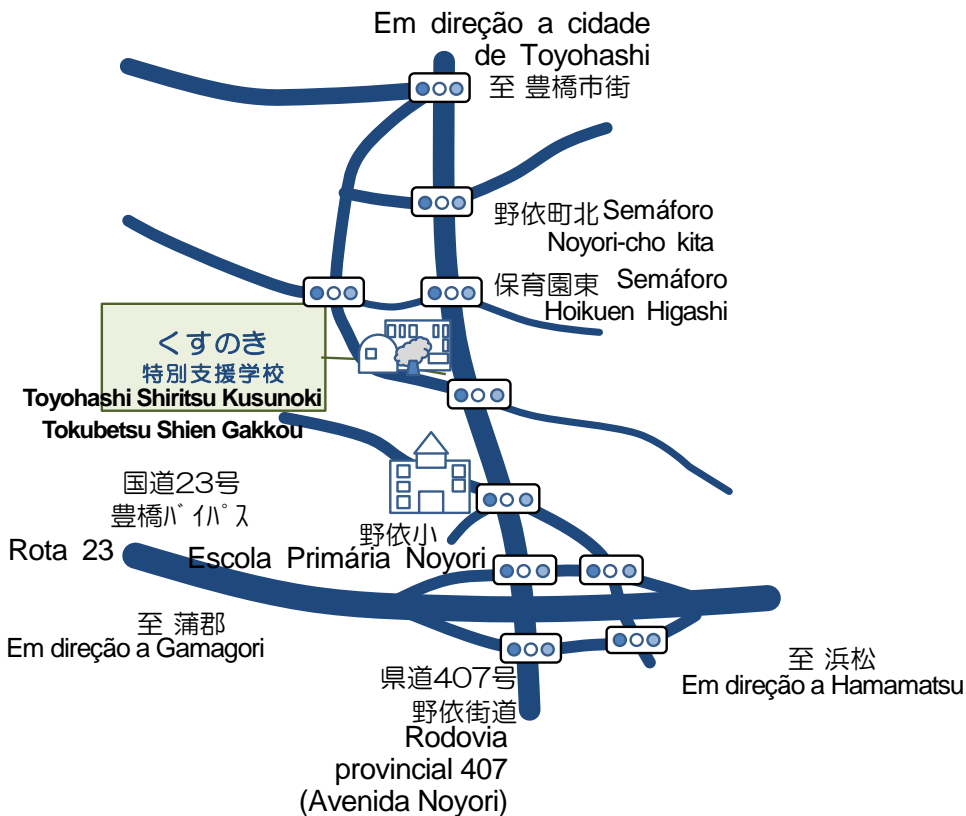 Em direção a cidade
de Toyohashi
至 豊橋市街
野依町北 Semáforo
Noyori-cho kita
保育園東 Semáforo
Hoikuen Higashi
くすのき
特別支援学校
Toyohashi Shiritsu Kusunoki
Tokubetsu Shien Gakkou
国道23号
豊橋バイパス
野依小
Rota 23
Escola Primária Noyori
至 蒲郡
Em direção a Gamagori
至 浜松
Em direção a Hamamatsu
県道407号
野依街道
Rodovia
provincial 407
(Avenida Noyori)